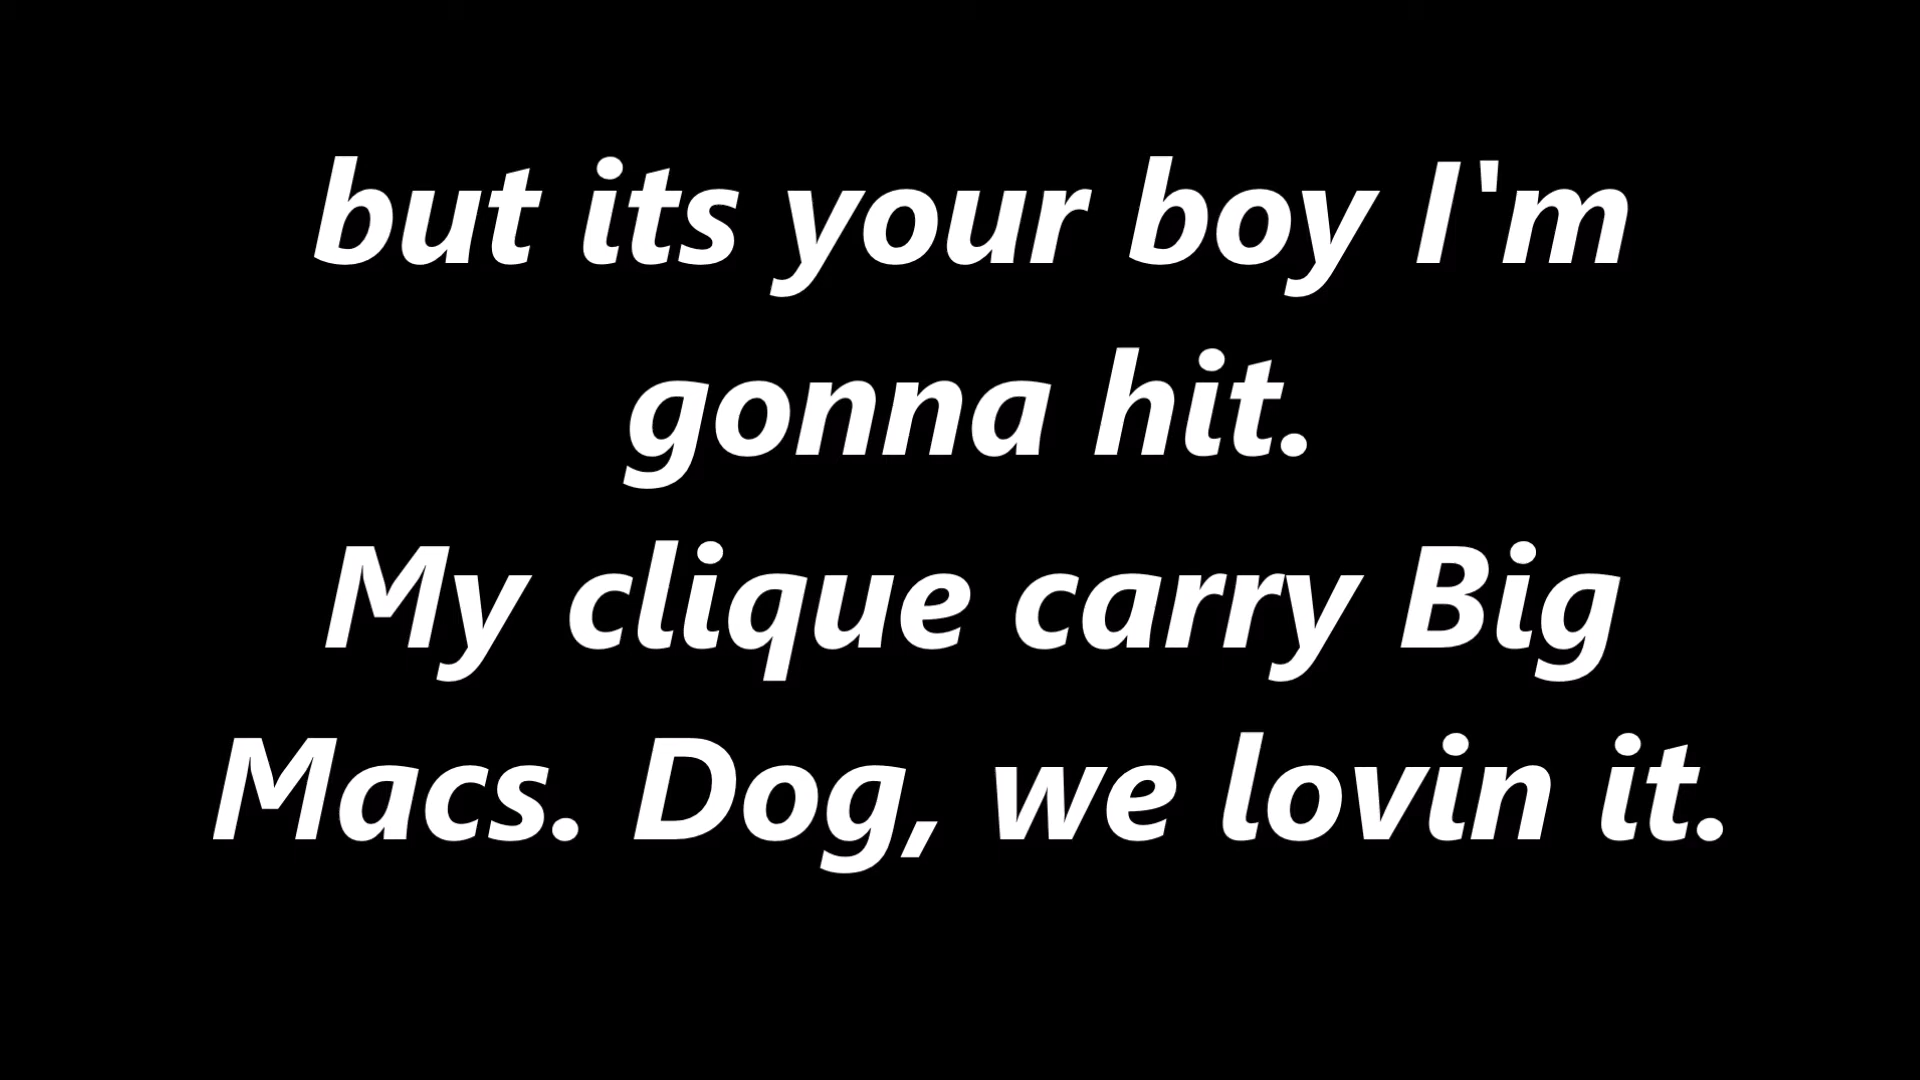 but its your boy I'm
gonna hit.
My clique carry Big
Macs. Dog, we lovin it.